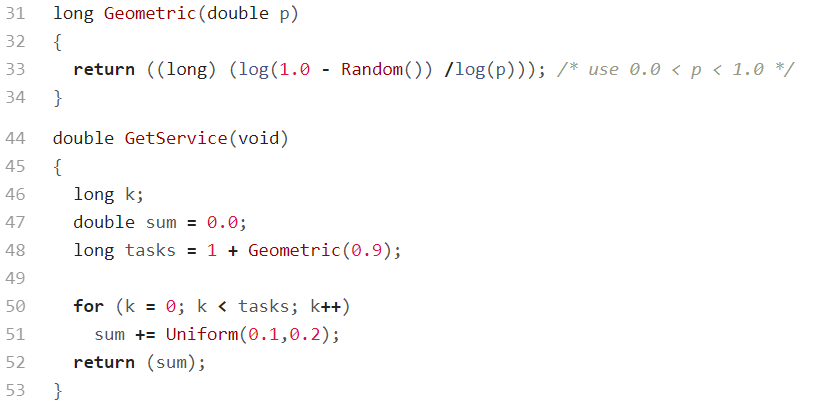 31 long Geometric(double p)
32 {
33   return ((long) (log(1.0 - Random()) /log(p))); /* use 0.0 < p < 1.0 */
34 }
44 double GetService(void)
45 {
46   long k;
47   double sum = 0.0;
48   long tasks = 1 + Geometric(0.9);
49
50   for (k = 0; k < tasks; k++)
51     sum += Uniform(0.1,0.2);
52   return (sum);
53 }